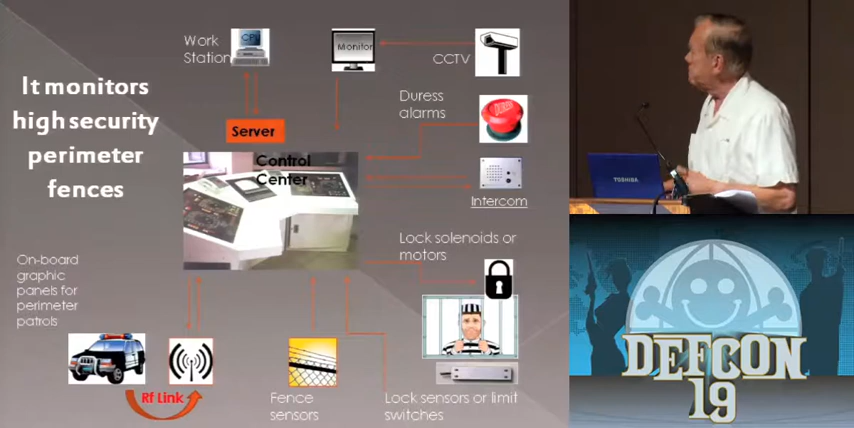 It monitors
high security
perimeter
fences
Work
Station
CPU
Monitor
CCTV
Duress
alarms
Server
Control
Center
Intercom
Lock solenoids or
motors
On-board
graphic
panels for
perimeter
patrols
Rf Link
Fence
sensors
Lock sensors or limit
switches
TOSHIBA
DEFCON
19